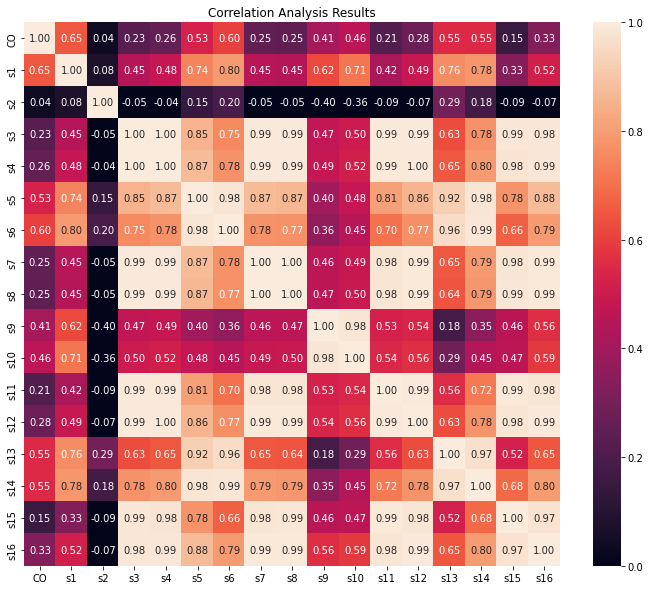 Correlation Analysis Results
CO 1.00 0.65 0.04 0.23 0.26 0.53 0.60 0.25 0.25 0.41 0.46 0.21 0.28 0.55 0.55 0.15 0.33
s1 0.65 1.00 0.08 0.45 0.48 0.74 0.80 0.45 0.45 0.62 0.71 0.42 0.49 0.76 0.78 0.33 0.52
s2 0.04 0.08 1.00 -0.05 -0.04 0.15 0.20 -0.05 -0.05 -0.40 -0.36 -0.09 -0.07 0.29 0.18 -0.09 -0.07
s3 0.23 0.45 -0.05 1.00 1.00 0.85 0.75 0.99 0.99 0.47 0.50 0.99 0.99 0.63 0.78 0.99 0.98
s4 0.26 0.48 -0.04 1.00 1.00 0.87 0.78 0.99 0.99 0.49 0.52 0.99 1.00 0.65 0.80 0.98 0.99
s5 0.53 0.74 0.15 0.85 0.87 1.00 0.98 0.87 0.87 0.40 0.48 0.81 0.86 0.92 0.98 0.78 0.88
s6 0.60 0.80 0.20 0.75 0.78 0.98 1.00 0.78 0.77 0.36 0.45 0.70 0.77 0.96 0.99 0.66 0.79
s7 0.25 0.45 -0.05 0.99 0.99 0.87 0.78 1.00 1.00 0.46 0.49 0.98 0.99 0.65 0.79 0.98 0.99
s8 0.25 0.45 -0.05 0.99 0.99 0.87 0.77 1.00 1.00 0.47 0.50 0.98 0.99 0.64 0.79 0.99 0.99
s9 0.41 0.62 -0.40 0.47 0.49 0.40 0.36 0.46 0.47 1.00 0.98 0.53 0.54 0.18 0.35 0.46 0.56
s10 0.46 0.71 -0.36 0.50 0.52 0.48 0.45 0.49 0.50 0.98 1.00 0.54 0.56 0.29 0.45 0.47 0.59
s11 0.21 0.42 -0.09 0.99 0.99 0.81 0.70 0.98 0.98 0.53 0.54 1.00 0.99 0.56 0.72 0.99 0.98
s12 0.28 0.49 -0.07 0.99 1.00 0.86 0.77 0.99 0.99 0.54 0.56 0.99 1.00 0.63 0.78 0.98 0.99
s13 0.55 0.76 0.29 0.63 0.65 0.92 0.96 0.65 0.64 0.18 0.29 0.56 0.63 1.00 0.97 0.52 0.65
s14 0.55 0.78 0.18 0.78 0.80 0.98 0.99 0.79 0.79 0.35 0.45 0.72 0.78 0.97 1.00 0.68 0.80
s15 0.15 0.33 -0.09 0.99 0.98 0.78 0.66 0.98 0.99 0.46 0.47 0.99 0.98 0.52 0.68 1.00 0.97
s16 0.33 0.52 -0.07 0.98 0.99 0.88 0.79 0.99 0.99 0.56 0.59 0.98 0.99 0.65 0.80 0.97 1.00
CO s1 s2 s3 s4 s5 s6 s7 s8 s9 s10 s11 s12 s13 s14 s15 s16
1.0
0.8
0.6
0.4
0.2
0.0